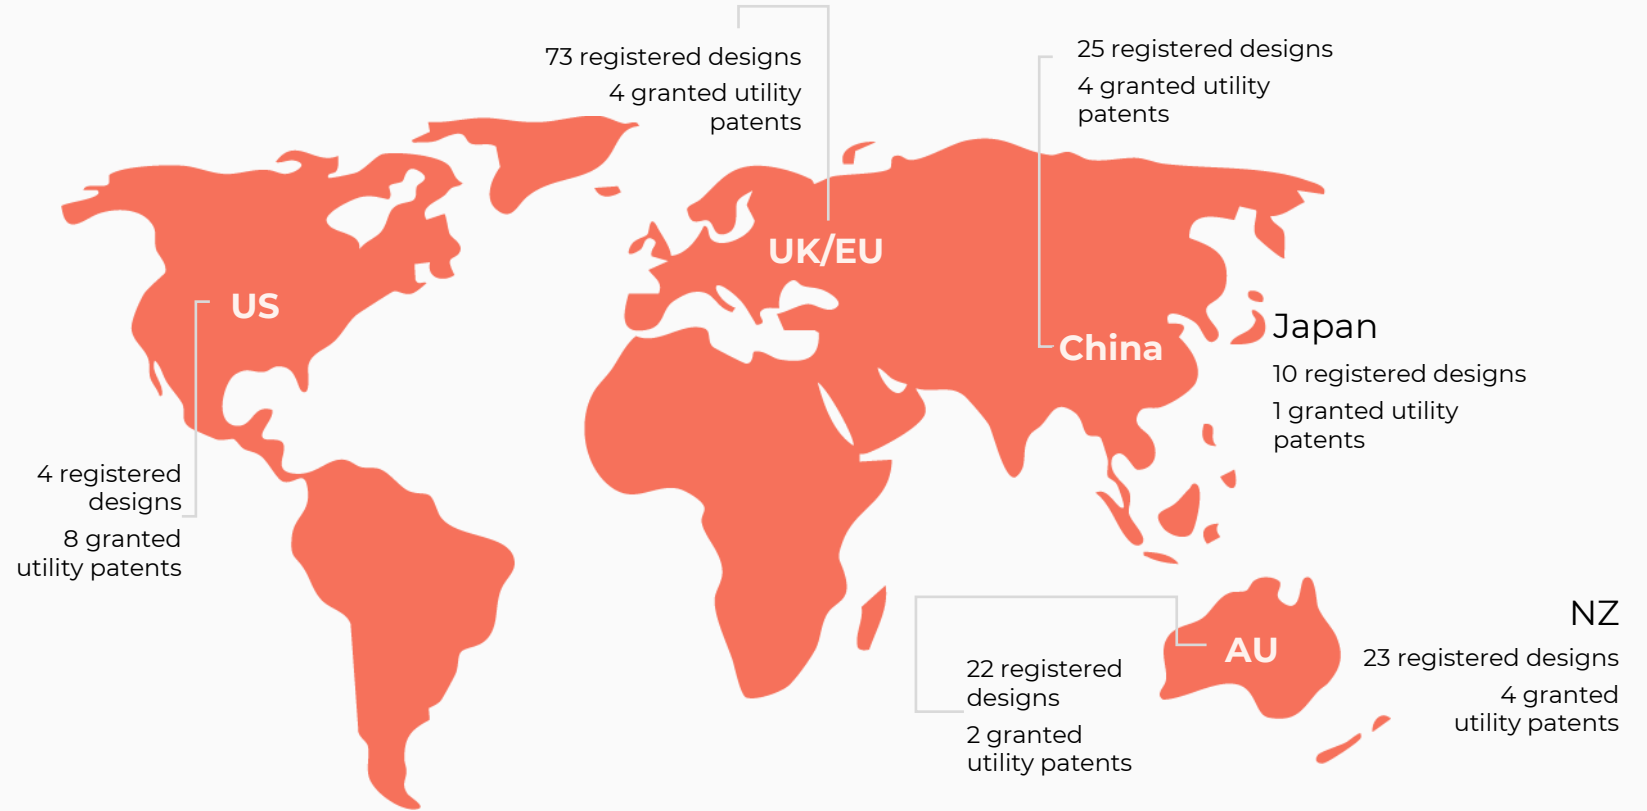 73 registered designs
4 granted utility
patents
UK/EU
25 registered designs
4 granted utility
patents
China
US
4 registered
designs
8 granted
utility patents
Japan
10 registered designs
1 granted utility
patents
AU
22 registered
designs
2 granted
utility patents
NZ
23 registered designs
4 granted
utility patents